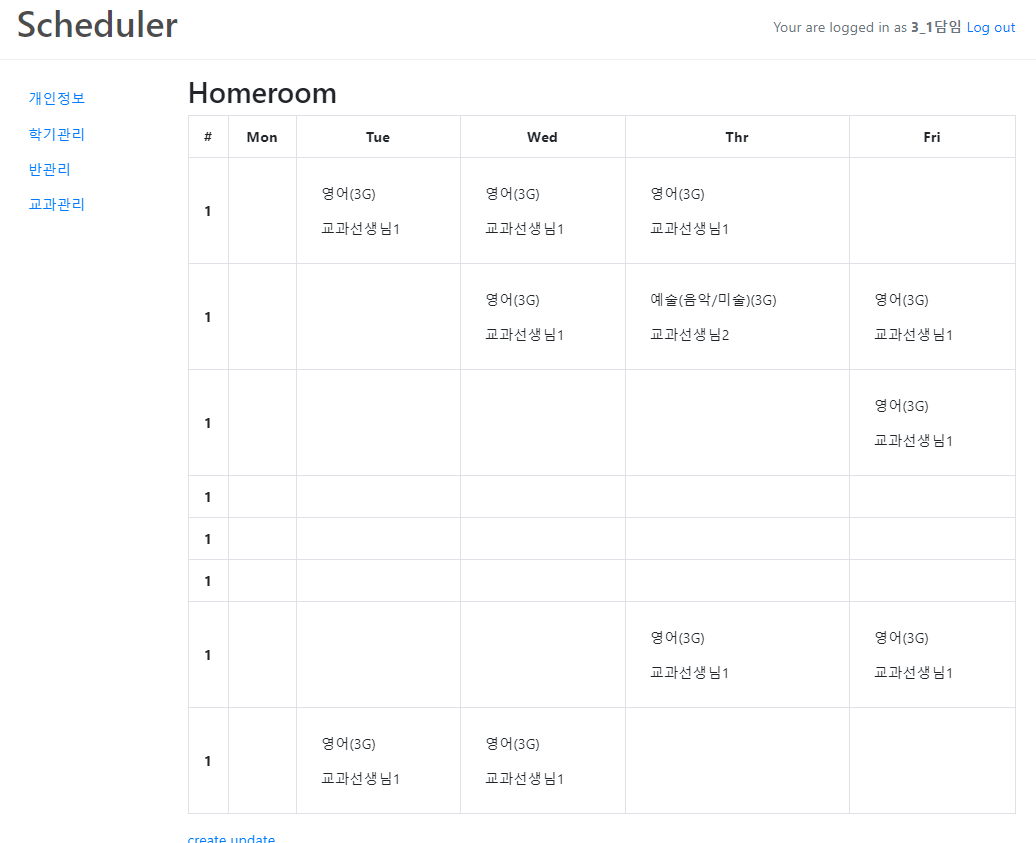 Scheduler
Your are logged in as 3_1담임 Log out
개인정보
학기관리
반관리
교과관리
Homeroom
# Mon Tue Wed Thr Fri
1
영어(3G) 영어(3G) 영어(3G)
교과선생님1 교과선생님1 교과선생님1
1
영어(3G) 예술(음악/미술)(3G) 영어(3G)
교과선생님1 교과선생님2 교과선생님1
1
영어(3G)
교과선생님1
1
1
1
1
영어(3G) 영어(3G)
교과선생님1 교과선생님1
1
영어(3G) 영어(3G)
교과선생님1 교과선생님1
create update